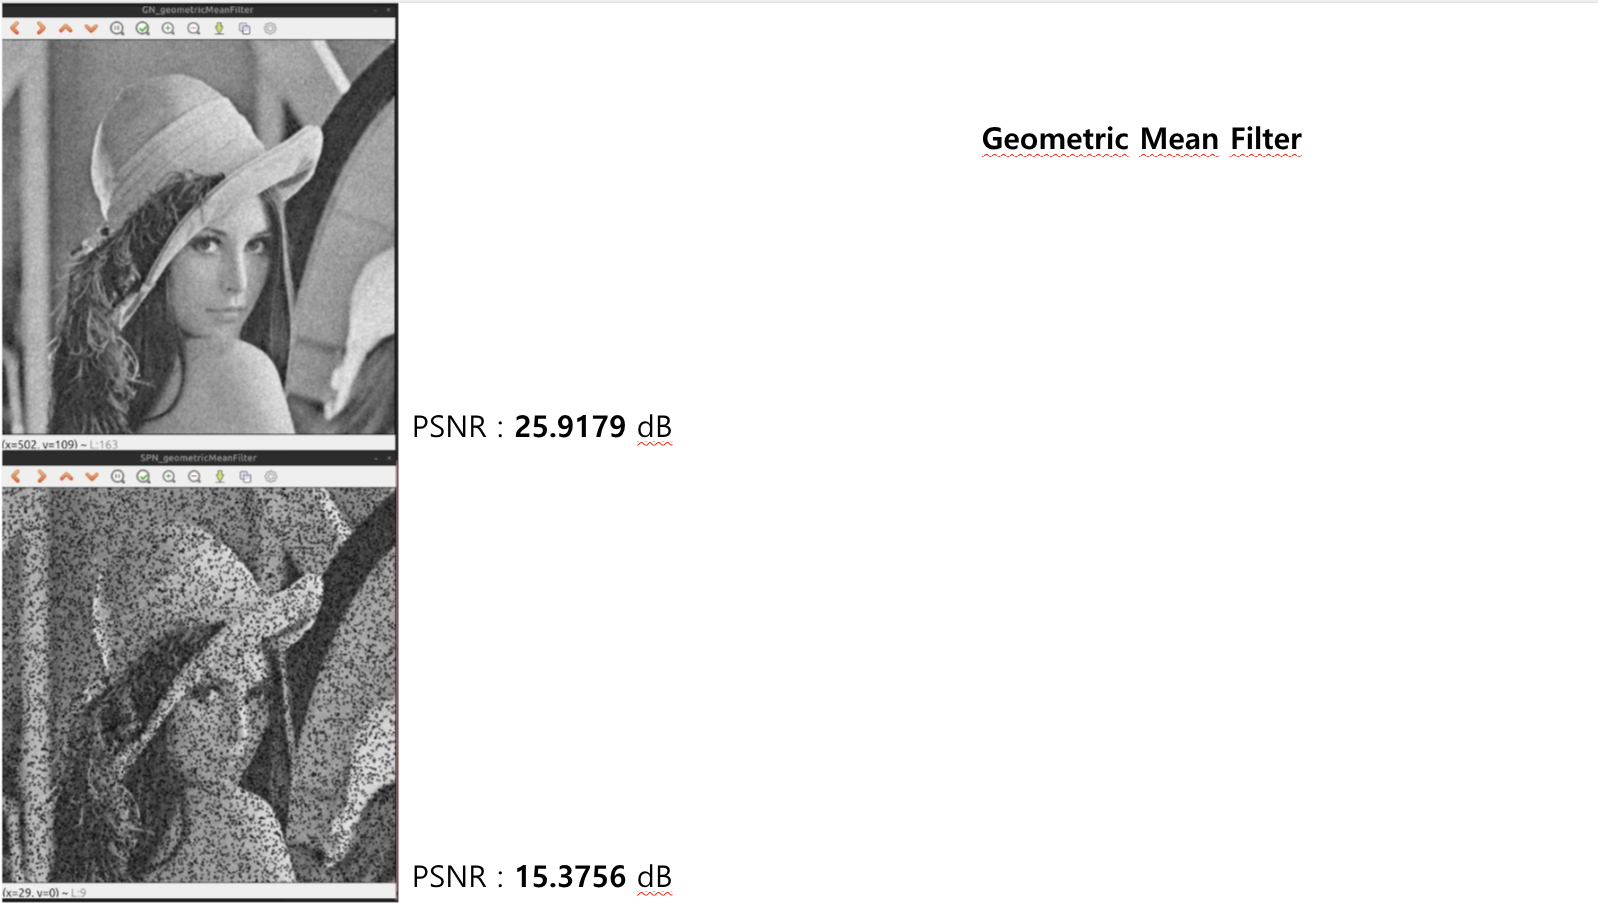 GN_geometricMeanFilter
Geometric Mean Filter
PSNR : 25.9179 dB
(x=502, y=109) ~ L:163
SPN_geometricMeanFilter
PSNR : 15.3756 dB
(x=29, y=0) ~ L:9